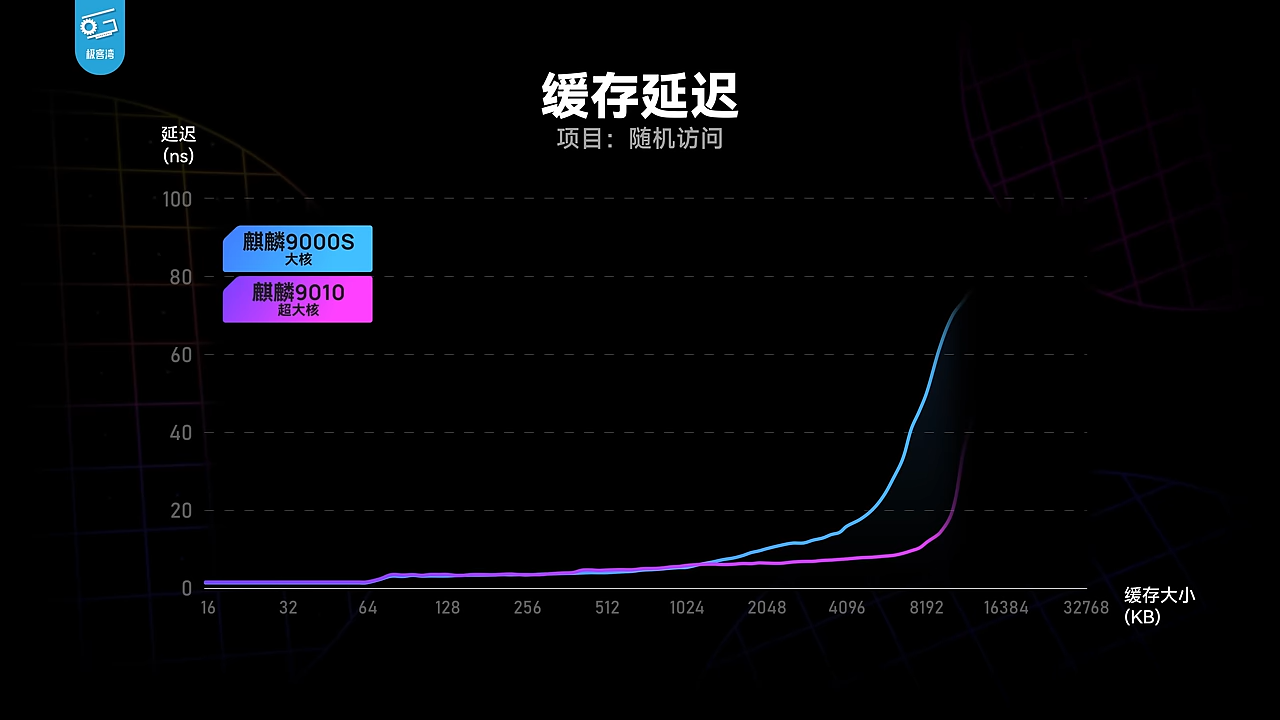 极客湾
缓存延迟
项目：随机访问
延迟
(ns)
100
80
60
40
20
0
麒麟9000S
大核
麒麟9010
超大核
16 32 64 128 256 512 1024 2048 4096 8192 16384 32768
缓存大小
(KB)